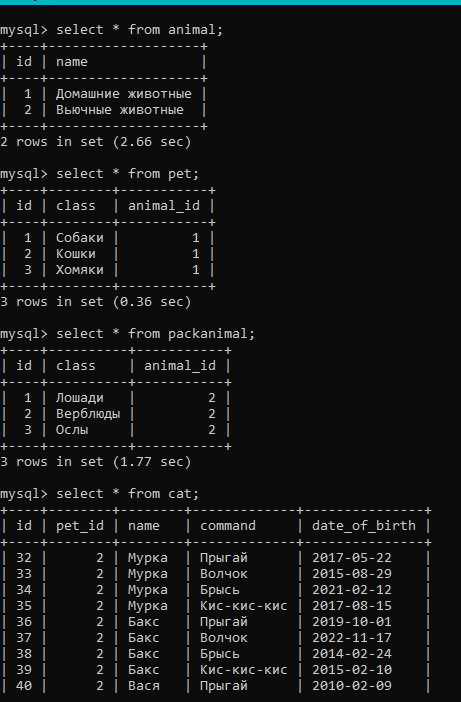 mysql> select * from animal;
+----+-------------------+
| id | name              |
+----+-------------------+
|  1 | Домашние животные |
|  2 | Вьючные животные  |
+----+-------------------+
2 rows in set (2.66 sec)
mysql> select * from pet;
+----+--------+-----------+
| id | class  | animal_id |
+----+--------+-----------+
|  1 | Собаки |         1 |
|  2 | Кошки  |         1 |
|  3 | Хомяки |         1 |
+----+--------+-----------+
3 rows in set (0.36 sec)
mysql> select * from packanimal;
+----+----------+-----------+
| id | class    | animal_id |
+----+----------+-----------+
|  1 | Лошади   |         2 |
|  2 | Верблюды |         2 |
|  3 | Ослы     |         2 |
+----+----------+-----------+
3 rows in set (1.77 sec)
mysql> select * from cat;
+----+--------+-------+-------------+---------------+
| id | pet_id | name  | command     | date_of_birth |
+----+--------+-------+-------------+---------------+
| 32 |      2 | Мурка | Прыгай      | 2017-05-22    |
| 33 |      2 | Мурка | Волчок      | 2015-08-29    |
| 34 |      2 | Мурка | Брысь       | 2021-02-12    |
| 35 |      2 | Мурка | Кис-кис-кис | 2017-08-15    |
| 36 |      2 | Бакс  | Прыгай      | 2019-10-01    |
| 37 |      2 | Бакс  | Волчок      | 2022-11-17    |
| 38 |      2 | Бакс  | Брысь       | 2014-02-24    |
| 39 |      2 | Бакс  | Кис-кис-кис | 2015-02-10    |
| 40 |      2 | Вася  | Прыгай      | 2010-02-09    |